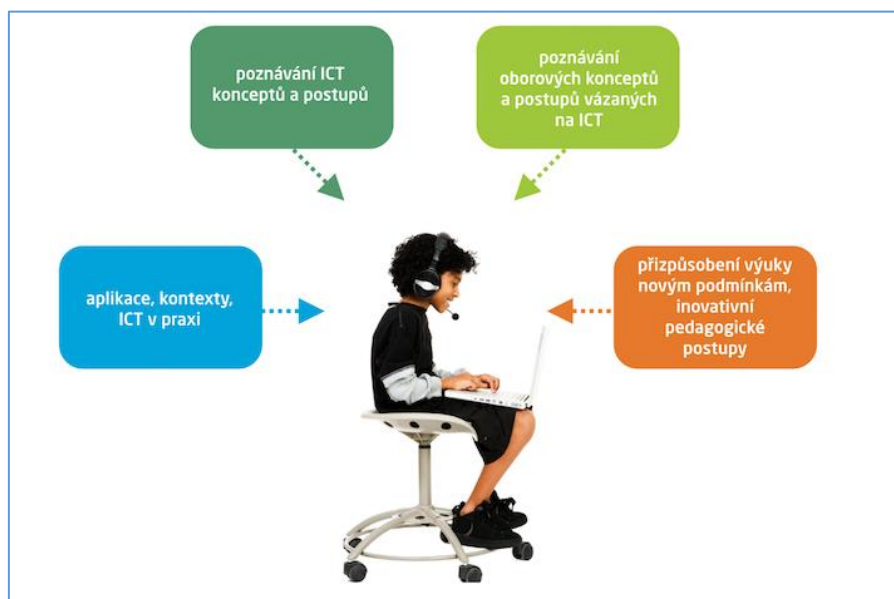 poznávání ICT
konceptů a postupů
poznávání
oborových konceptů
a postupů vázaných
na ICT
aplikace, kontexty,
ICT v praxi
přizpůsobení výuky
novým podmínkám,
inovativní
pedagogické
postupy